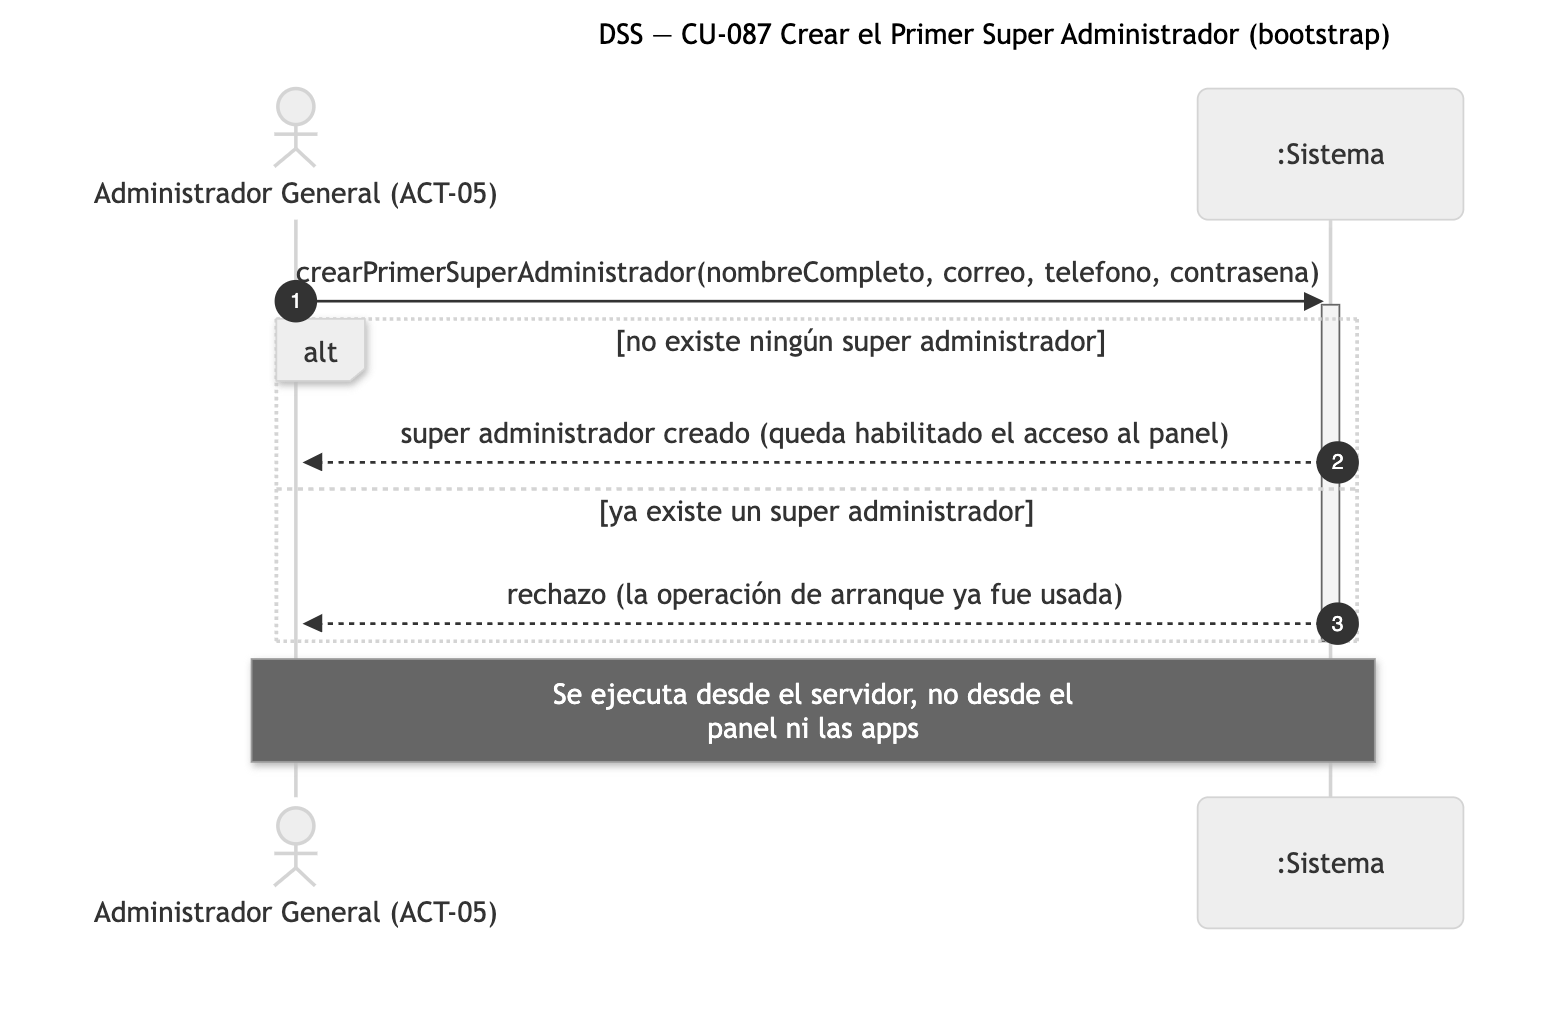 DSS — CU-087 Crear el Primer Super Administrador (bootstrap)
Administrador General (ACT-05)
:Sistema
crearPrimerSuperAdministrador(nombreCompleto, correo, telefono, contrasena)
1
alt
[no existe ningún super administrador]
super administrador creado (queda habilitado el acceso al panel)
2
[ya existe un super administrador]
rechazo (la operación de arranque ya fue usada)
3
Se ejecuta desde el servidor, no desde el
panel ni las apps
Administrador General (ACT-05)
:Sistema